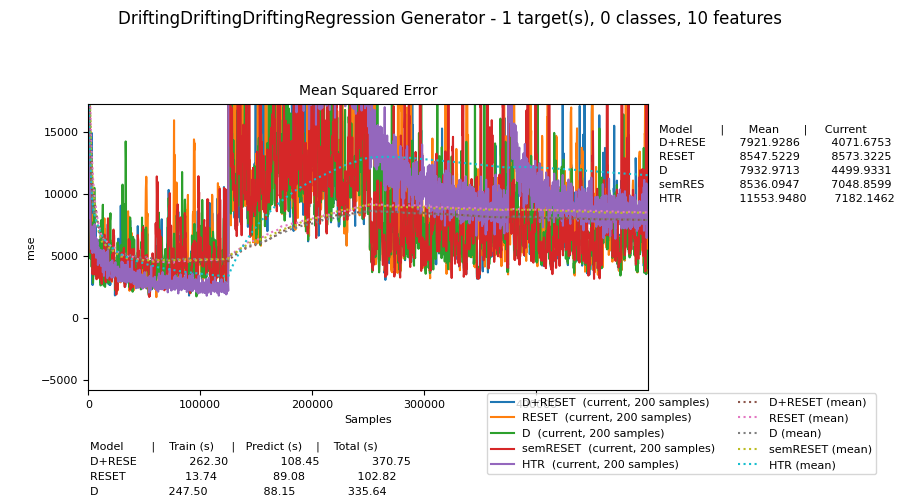 DriftingDriftingDriftingRegression Generator - 1 target(s), 0 classes, 10 features
Mean Squared Error
15000
10000
5000
0
−5000
mse
0 100000 200000 300000
Samples
Model | Mean | Current
D+RESE 7921.9286 4071.6753
RESET 8547.5229 8573.3225
D 7932.9713 4499.9331
semRES 8536.0947 7048.8599
HTR 11553.9480 7182.1462
D+RESET (current, 200 samples) D+RESET (mean)
RESET (current, 200 samples) RESET (mean)
D (current, 200 samples) D (mean)
semRESET (current, 200 samples) semRESET (mean)
HTR (current, 200 samples) HTR (mean)
Model | Train (s) | Predict (s) | Total (s)
D+RESE 262.30 108.45 370.75
RESET 13.74 89.08 102.82
D 247.50 88.15 335.64